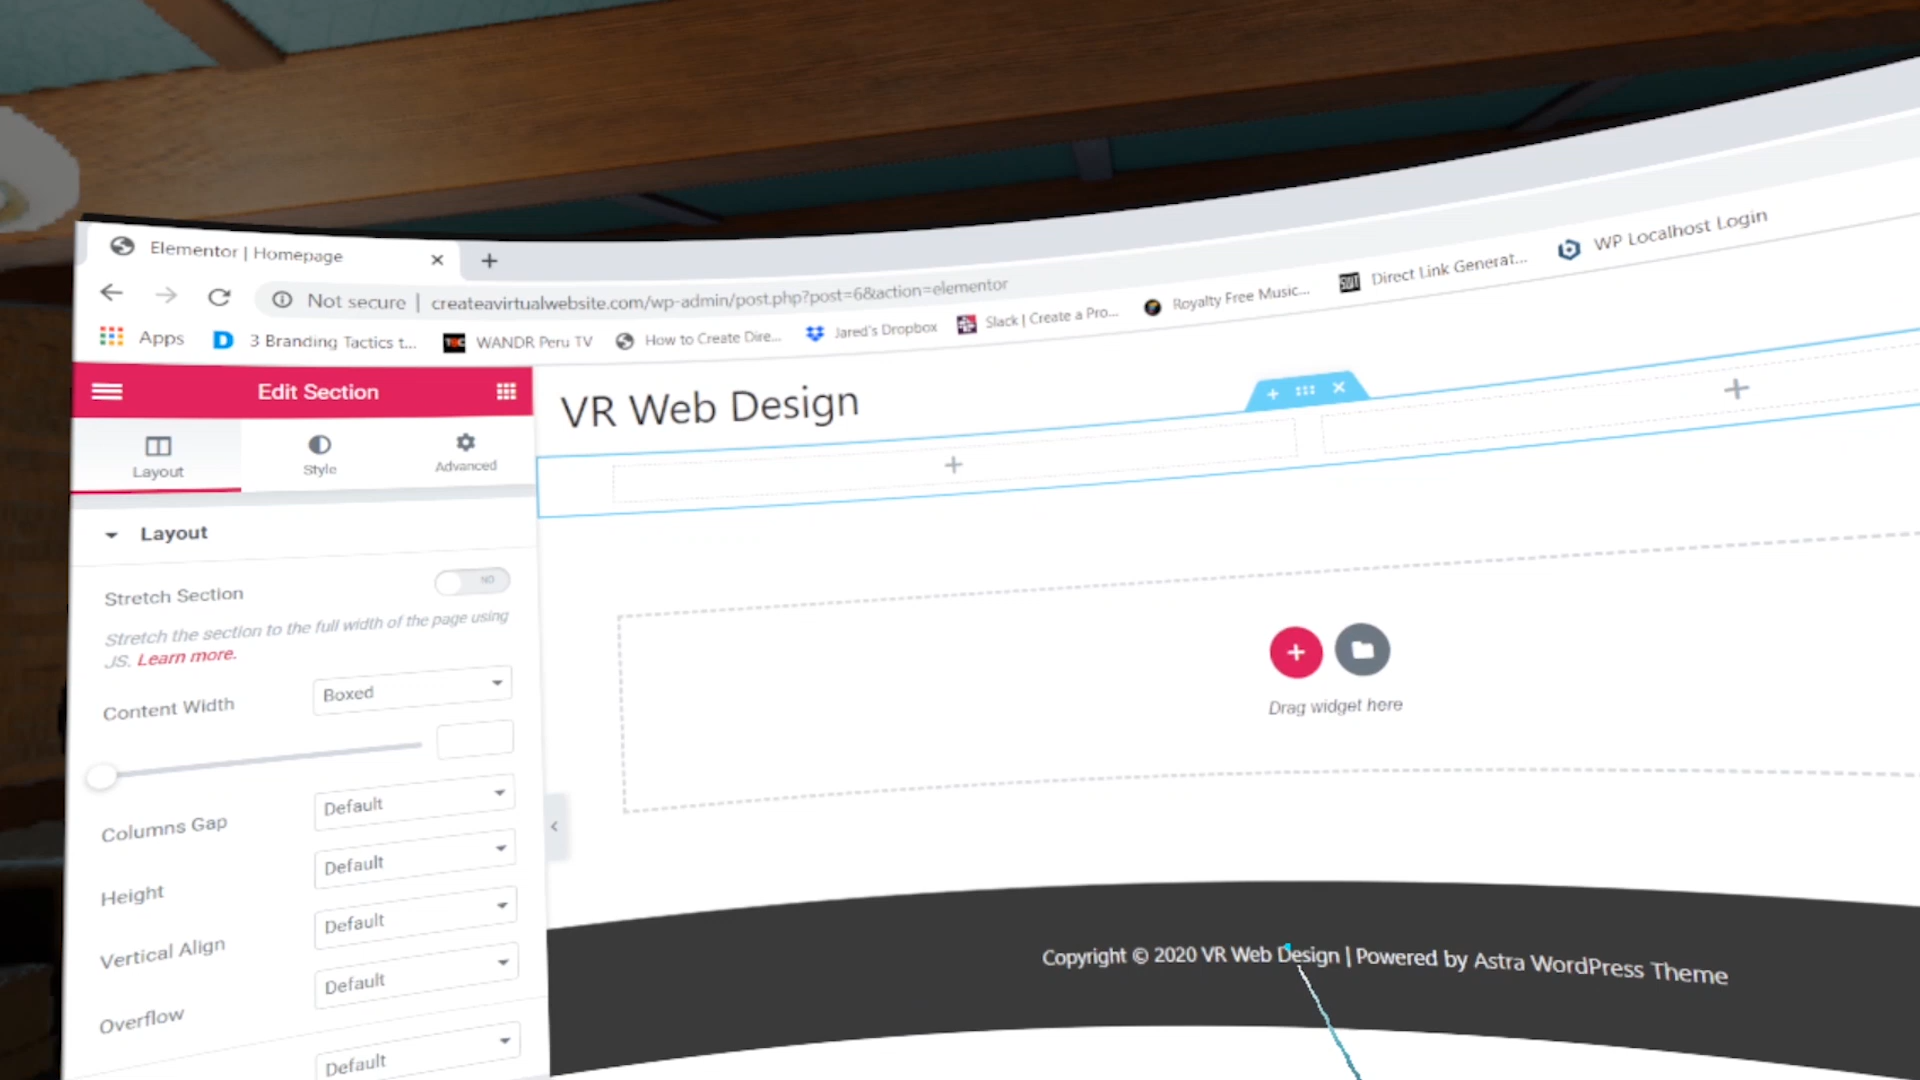 Elementor | Homepage
Not secure | createavirtualwebsite.com/wp-admin/post.php?post=6&action=elementor
Apps 3 Branding Tactics t... WANDR Peru TV How to Create Dire... Jared's Dropbox Slack | Create a Pro... Royalty Free Music... Direct Link Generat... WP Localhost Login
Edit Section
Layout Style Advanced
Layout
Stretch Section NO
Stretch the section to the full width of the page using
JS. Learn more.
Content Width Boxed
Columns Gap Default
Height Default
Vertical Align Default
Overflow Default
Default
VR Web Design
Drag widget here
Copyright © 2020 VR Web Design | Powered by Astra WordPress Theme